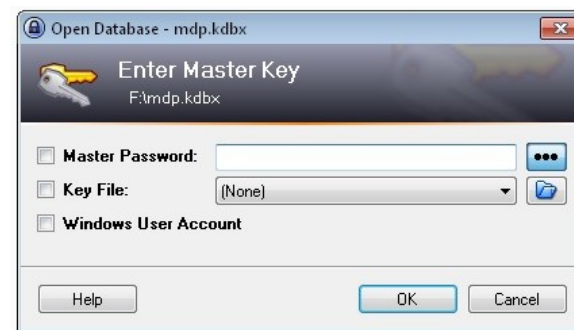 Open Database - mdp.kdbx
Enter Master Key
F:\mdp.kdbx
Master Password:
Key File:
(None)
Windows User Account
Help
OK
Cancel